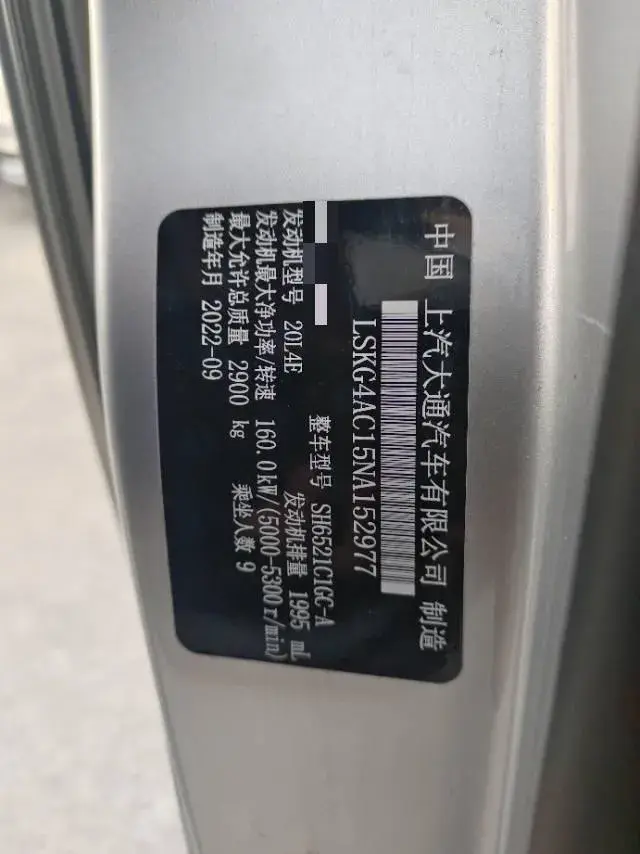 中国 上汽大通汽车有限公司 制造
LSKG4AC15NA152977
整车型号 SH6521C1GC-A
发动机型号 20L4E 发动机排量 1995 mL
发动机最大净功率/转速 160.0kW/(5000-5300r/min)
最大允许总质量 2900 kg 乘坐人数 9
制造年月 2022-09